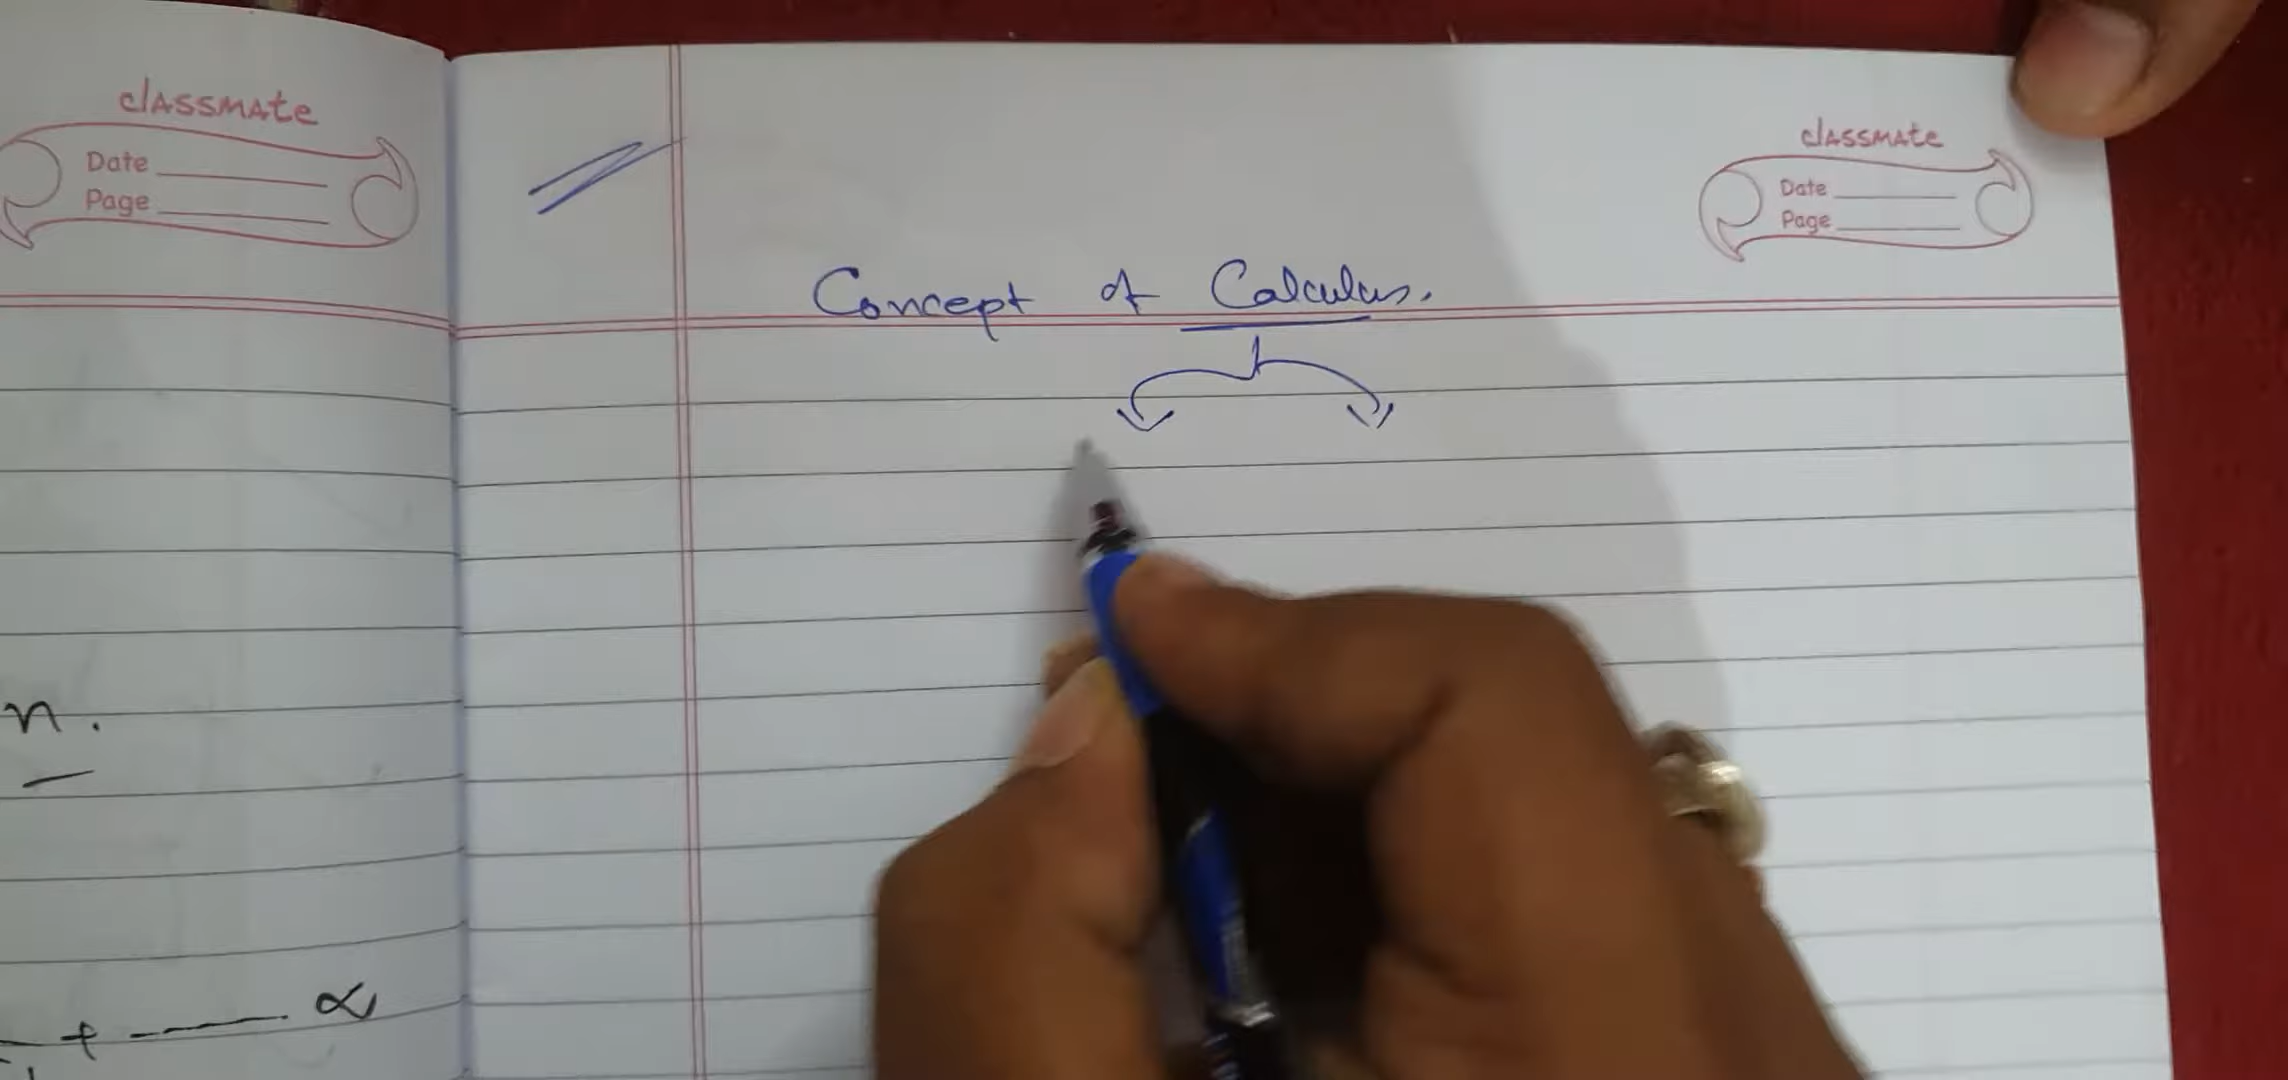 classmate
Date
Page
n.
+ ------ ∝
classmate
Date
Page
Concept of Calculus.